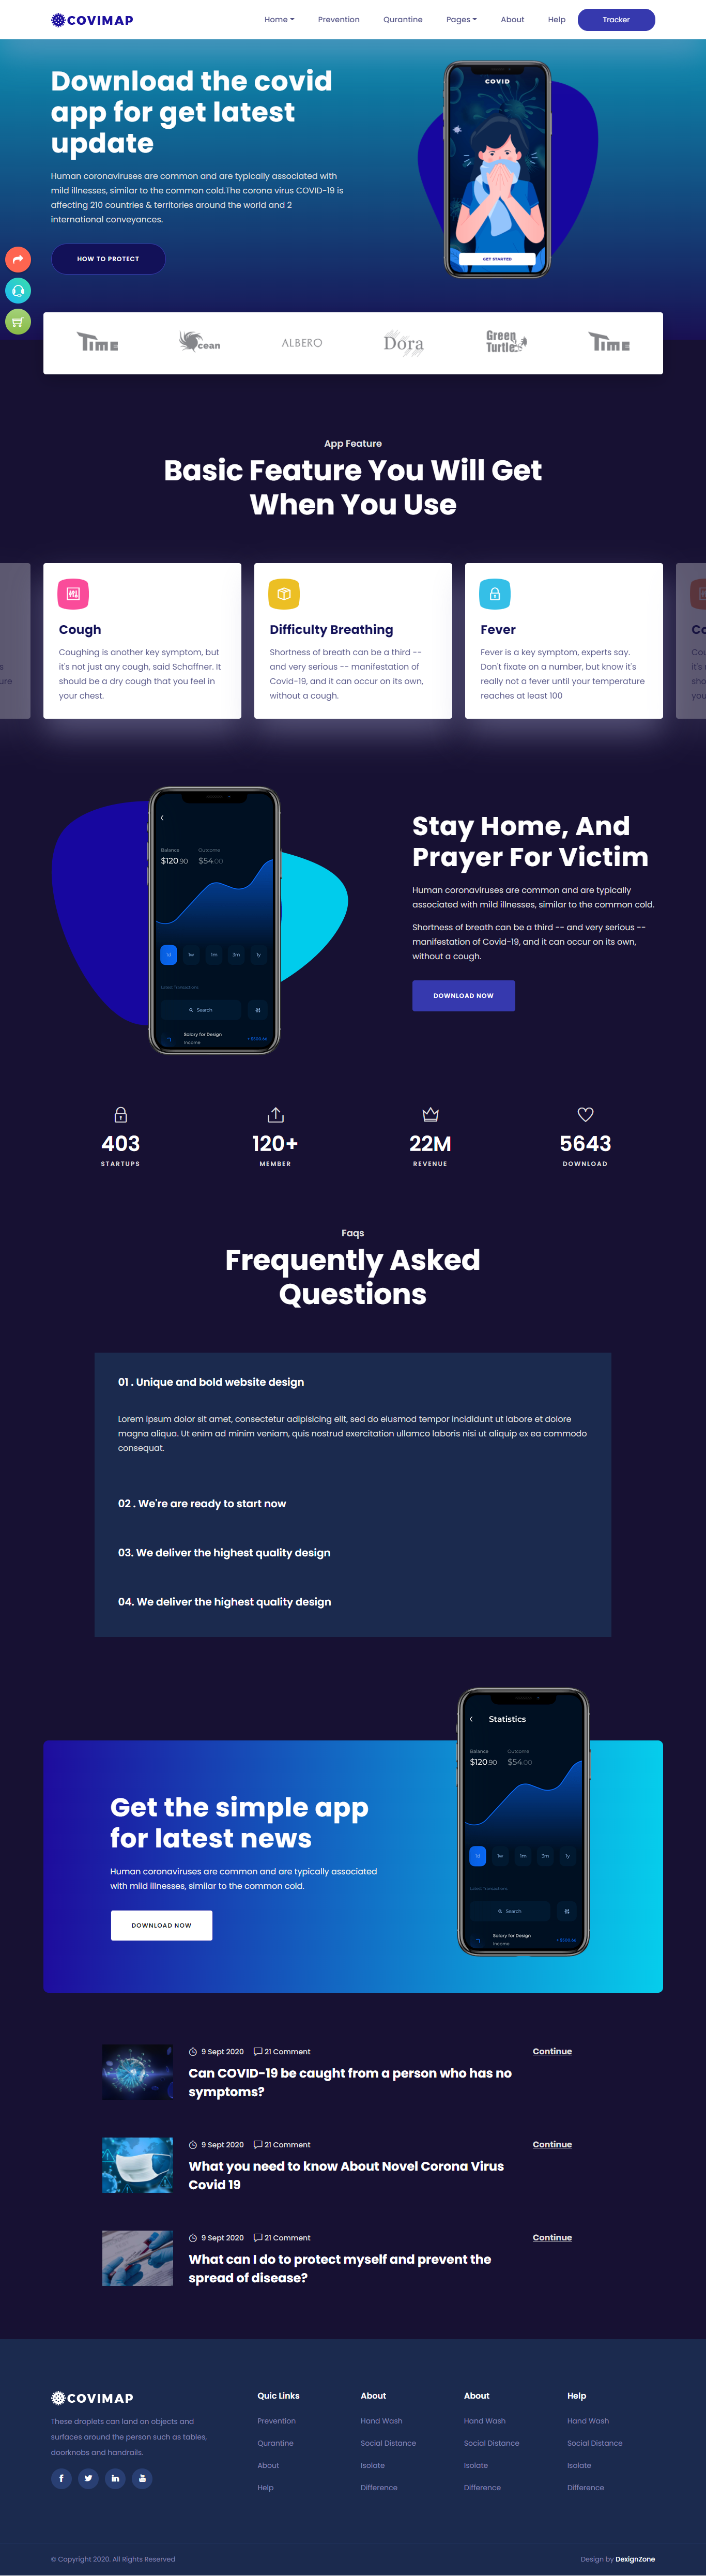 COVIMAP
Home
Prevention
Qurantine
Pages
About
Help
Tracker
Download the covid
app for get latest
update
Human coronaviruses are common and are typically associated with
mild illnesses, similar to the common cold.The corona virus COVID-19 is
affecting 210 countries & territories around the world and 2
international conveyances.
HOW TO PROTECT
COVID
GET STARTED
Time
cean
ALBERO
Dora
Green
Turtle
Time
App Feature
Basic Feature You Will Get
When You Use
Cough
Coughing is another key symptom, but
it's not just any cough, said Schaffner. It
should be a dry cough that you feel in
your chest.
Difficulty Breathing
Shortness of breath can be a third --
and very serious -- manifestation of
Covid-19, and it can occur on its own,
without a cough.
Fever
Fever is a key symptom, experts say.
Don't fixate on a number, but know it's
really not a fever until your temperature
reaches at least 100
Balance
Outcome
$120.90
$54.00
1d
1w
1m
3m
1y
Latest Transactions
Search
Salary for Design
Income
Stay Home, And
Prayer For Victim
Human coronaviruses are common and are typically
associated with mild illnesses, similar to the common cold.
Shortness of breath can be a third -- and very serious --
manifestation of Covid-19, and it can occur on its own,
without a cough.
DOWNLOAD NOW
403
STARTUPS
120+
MEMBER
22M
REVENUE
5643
DOWNLOAD
Faqs
Frequently Asked
Questions
01 . Unique and bold website design
Lorem ipsum dolor sit amet, consectetur adipisicing elit, sed do eiusmod tempor incididunt ut labore et dolore
magna aliqua. Ut enim ad minim veniam, quis nostrud exercitation ullamco laboris nisi ut aliquip ex ea commodo
consequat.
02 . We're are ready to start now
03. We deliver the highest quality design
04. We deliver the highest quality design
Get the simple app
for latest news
Human coronaviruses are common and are typically associated
with mild illnesses, similar to the common cold.
DOWNLOAD NOW
Statistics
Balance
Outcome
$120.90
$54.00
1d
1w
1m
3m
1y
Latest Transactions
Search
Salary for Design
Income
9 Sept 2020
21 Comment
Continue
Can COVID-19 be caught from a person who has no
symptoms?
9 Sept 2020
21 Comment
Continue
What you need to know About Novel Corona Virus
Covid 19
9 Sept 2020
21 Comment
Continue
What can I do to protect myself and prevent the
spread of disease?
COVIMAP
These droplets can land on objects and
surfaces around the person such as tables,
doorknobs and handrails.
Quic Links
Prevention
Qurantine
About
Help
About
Hand Wash
Social Distance
Isolate
Difference
About
Hand Wash
Social Distance
Isolate
Difference
Help
Hand Wash
Social Distance
Isolate
Difference
© Copyright 2020. All Rights Reserved
Design by DexignZone